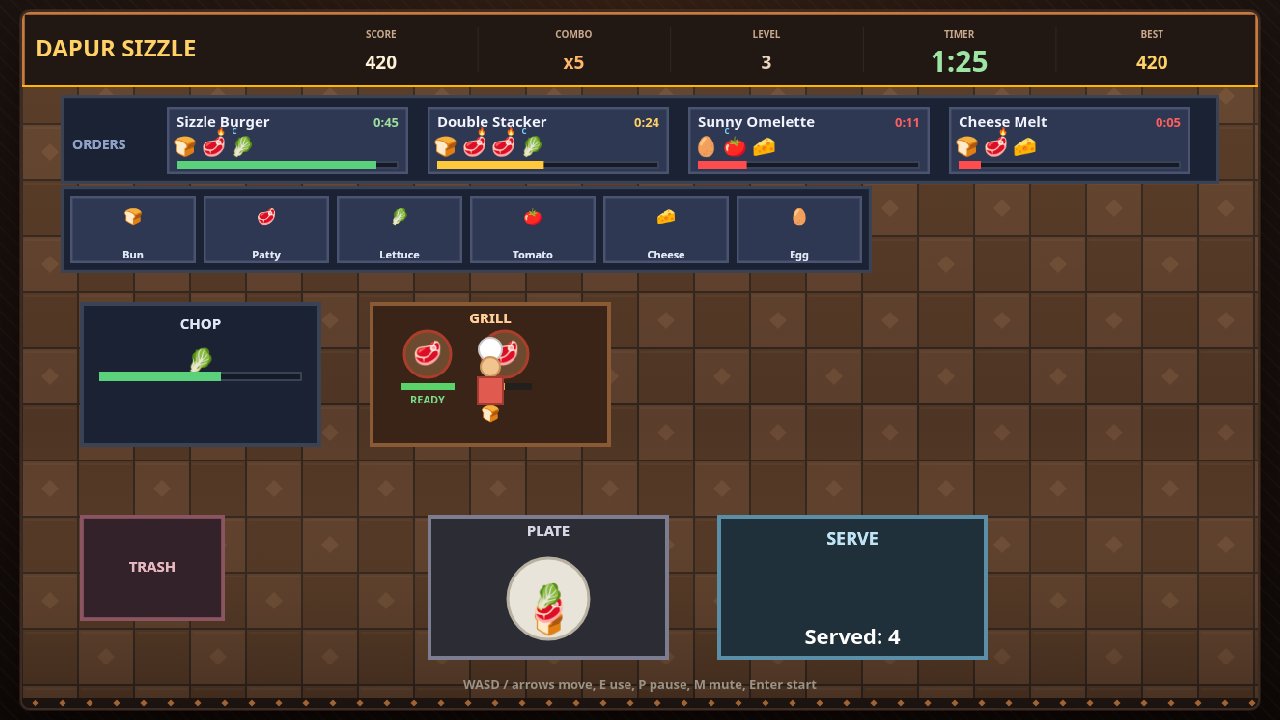 DAPUR SIZZLE
SCORE
420
COMBO
x5
LEVEL
3
TIMER
1:25
BEST
420
ORDERS
Sizzle Burger
0:45
c
Double Stacker
0:24
c
Sunny Omelette
0:11
c
Cheese Melt
0:05
Bun
Patty
Lettuce
Tomato
Cheese
Egg
CHOP
GRILL
READY
TRASH
PLATE
SERVE
Served: 4
WASD / arrows move, E use, P pause, M mute, Enter start